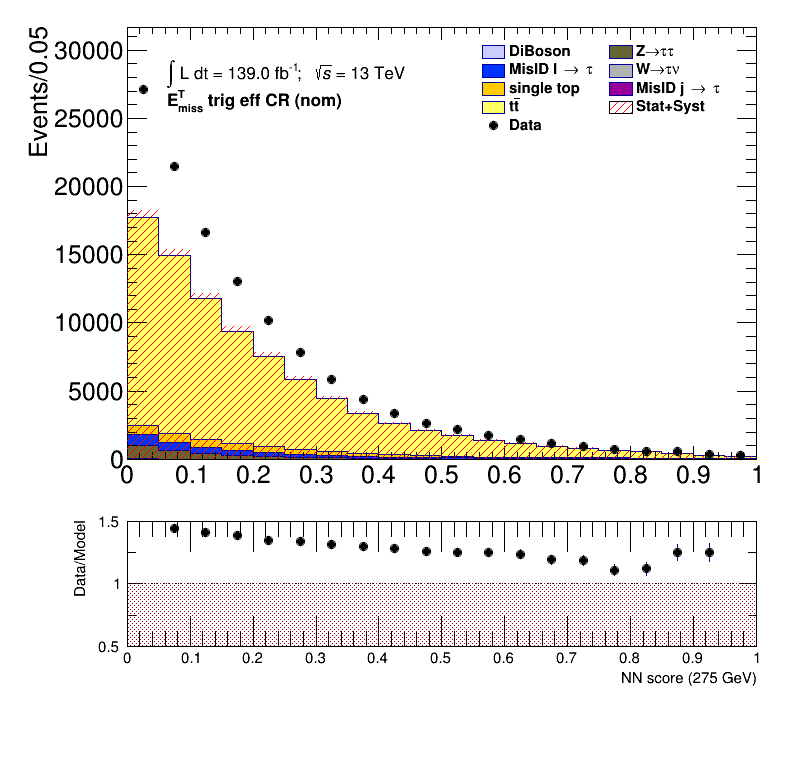 Events/0.05
30000
25000
20000
15000
10000
5000
0
∫ L dt = 139.0 fb⁻¹; √s = 13 TeV
E^T_miss trig eff CR (nom)
DiBoson
MisID l → τ
single top
tt̄
Data
Z→ττ
W→τν
MisID j → τ
Stat+Syst
0 0.1 0.2 0.3 0.4 0.5 0.6 0.7 0.8 0.9 1
Data/Model
1.5
1
0.5
0 0.1 0.2 0.3 0.4 0.5 0.6 0.7 0.8 0.9 1
NN score (275 GeV)